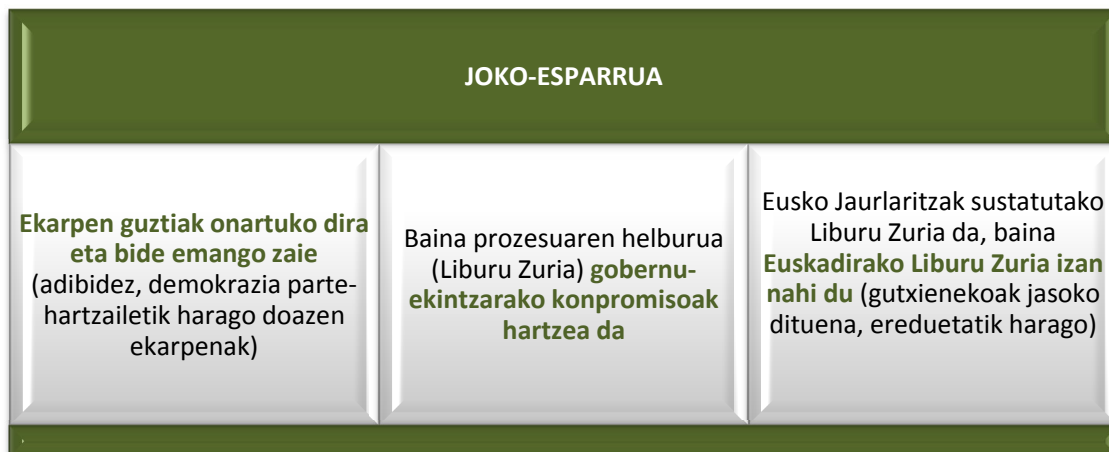 JOKO-ESPARRUA
Ekarpen guztiak onartuko dira
eta bide emango zaie
(adibidez, demokrazia parte-
hartzailetik harago doazen
ekarpenak)
Baina prozesuaren helburua
(Liburu Zuria) gobernu-
ekintzarako konpromisoak
hartzea da
Eusko Jaurlaritzak sustatutako
Liburu Zuria da, baina
Euskadirako Liburu Zuria izan
nahi du (gutxienekoak jasoko
dituena, ereduetatik harago)